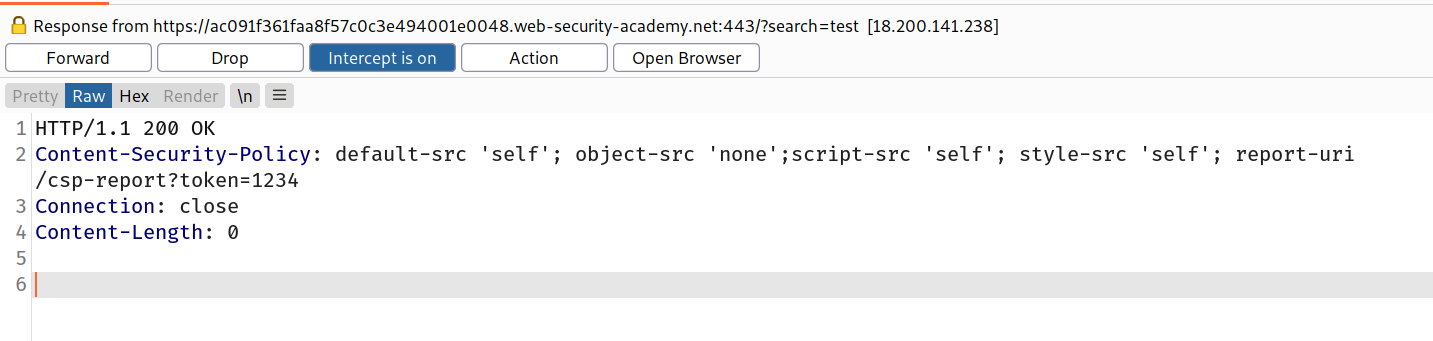 Response from https://ac091f361faa8f57c0c3e494001e0048.web-security-academy.net:443/?search=test [18.200.141.238]
Forward Drop Intercept is on Action Open Browser
Pretty Raw Hex Render \n ≡
1 HTTP/1.1 200 OK
2 Content-Security-Policy: default-src 'self'; object-src 'none';script-src 'self'; style-src 'self'; report-uri
/csp-report?token=1234
3 Connection: close
4 Content-Length: 0
5
6